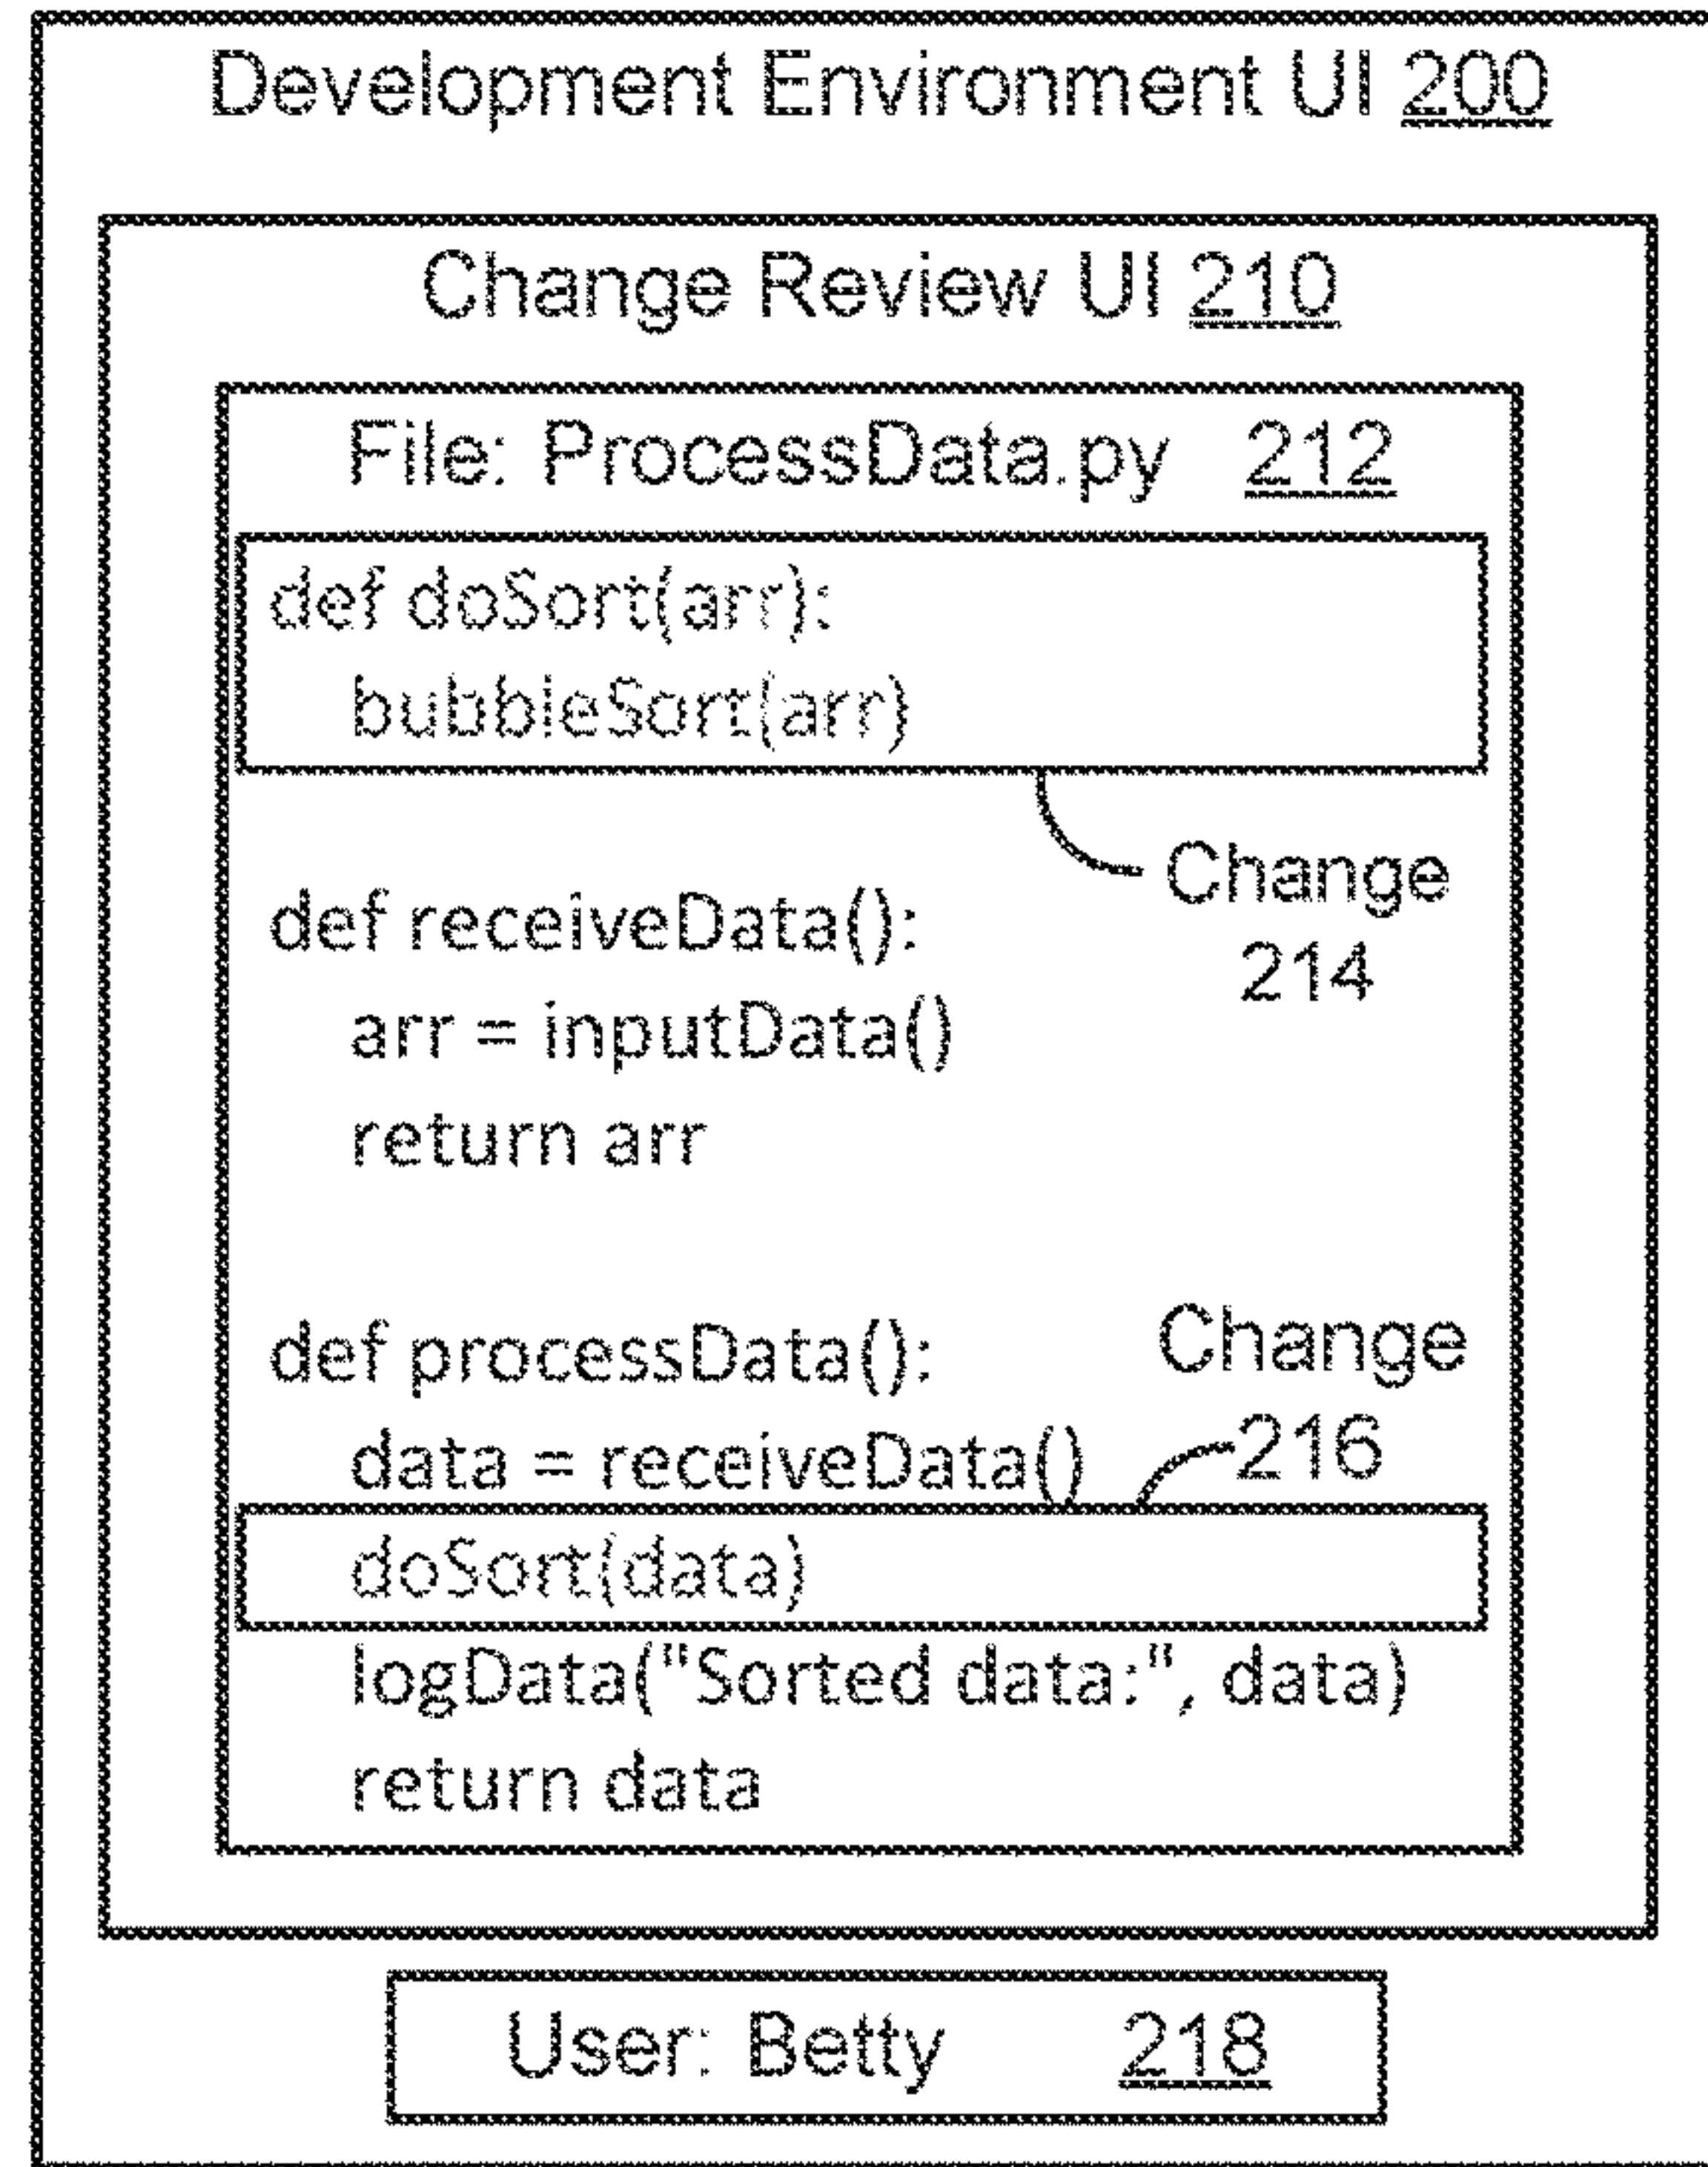 Development Environment UI 200
Change Review UI 210
File: ProcessData.py 212
def doSort(arr):
bubbleSort(arr)
Change
214
def receiveData():
arr = inputData()
return arr
def processData():
Change
data = receiveData()
216
doSort(data)
logData("Sorted data:", data)
return data
User: Betty 218